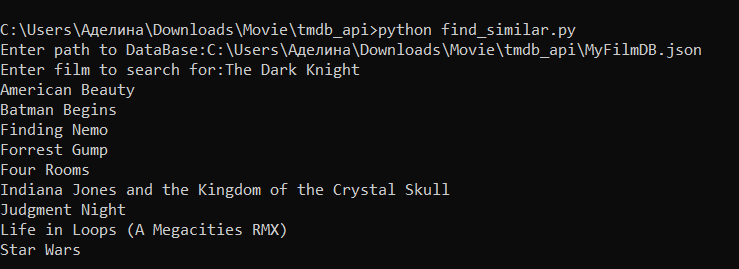 C:\Users\Аделина\Downloads\Movie\tmdb_api>python find_similar.py
Enter path to DataBase:C:\Users\Аделина\Downloads\Movie\tmdb_api\MyFilmDB.json
Enter film to search for:The Dark Knight
American Beauty
Batman Begins
Finding Nemo
Forrest Gump
Four Rooms
Indiana Jones and the Kingdom of the Crystal Skull
Judgment Night
Life in Loops (A Megacities RMX)
Star Wars